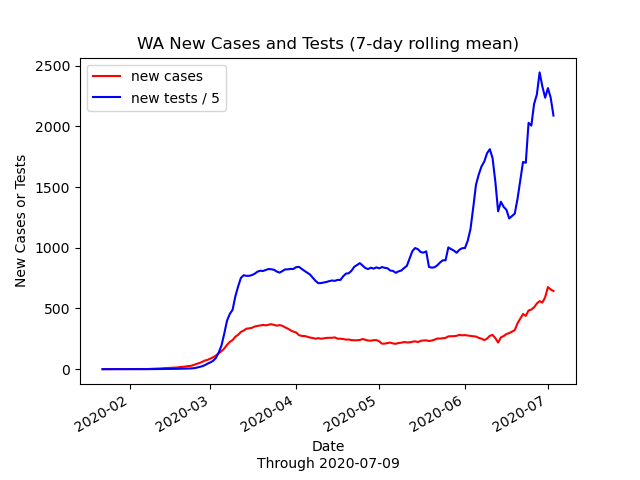 WA New Cases and Tests (7-day rolling mean)
new cases
new tests / 5
New Cases or Tests
2500
2000
1500
1000
500
0
2020-02
2020-03
2020-04
2020-05
2020-06
2020-07
Date
Through 2020-07-09